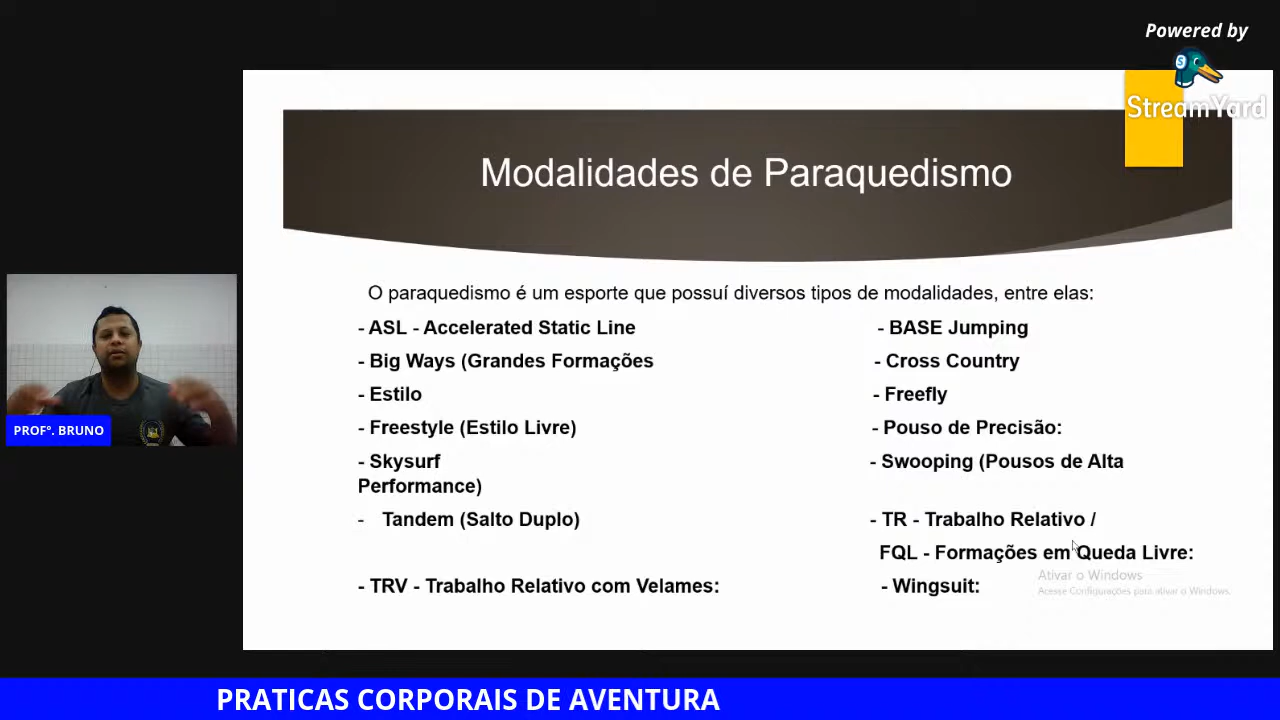 Powered by
StreamYard
Modalidades de Paraquedismo
O paraquedismo é um esporte que possuí diversos tipos de modalidades, entre elas:
- ASL - Accelerated Static Line - BASE Jumping
- Big Ways (Grandes Formações - Cross Country
- Estilo - Freefly
- Freestyle (Estilo Livre) - Pouso de Precisão:
- Skysurf - Swooping (Pousos de Alta
Performance)
- Tandem (Salto Duplo) - TR - Trabalho Relativo /
FQL - Formações em Queda Livre:
- TRV - Trabalho Relativo com Velames: - Wingsuit:
Ativar o Windows
Acesse Configurações para ativar o Windows.
PROFº. BRUNO
PRATICAS CORPORAIS DE AVENTURA